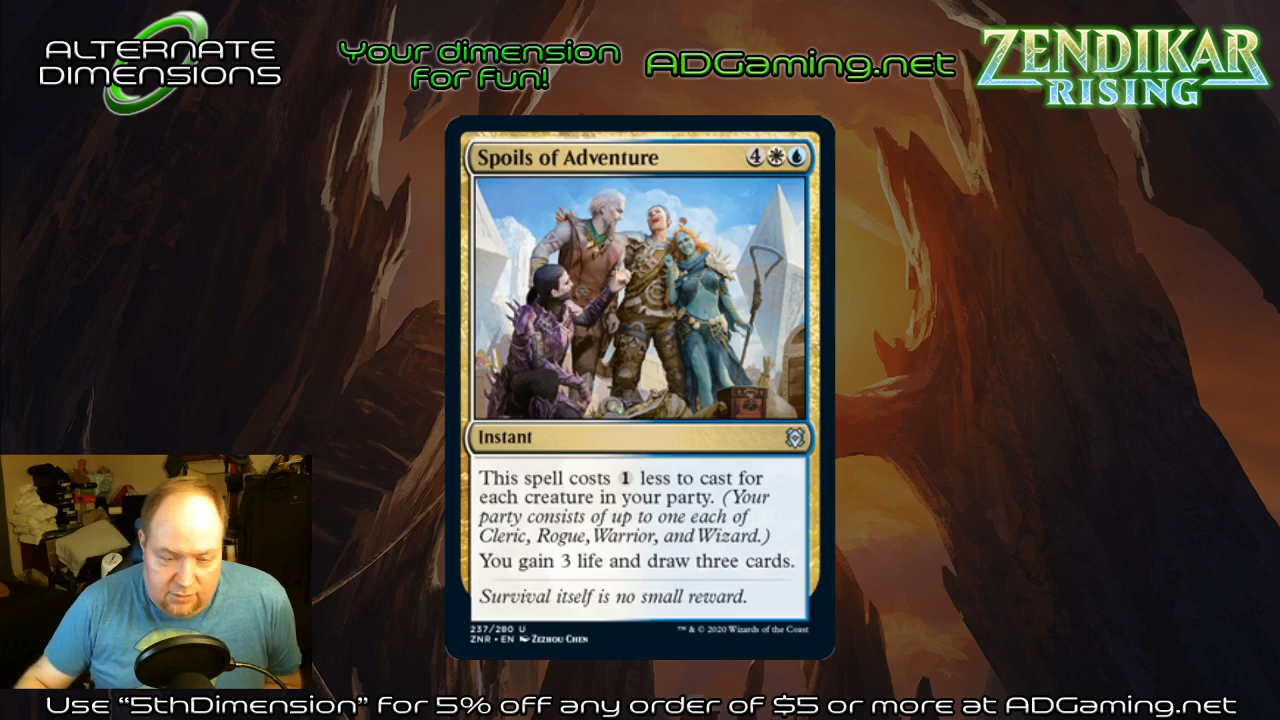 ALTERNATE
DIMENSIONS
Your dimension
for fun!
ADGaming.net
ZENDIKAR
RISING
Spoils of Adventure
4
Instant
This spell costs 1 less to cast for
each creature in your party. (Your
party consists of up to one each of
Cleric, Rogue, Warrior, and Wizard.)
You gain 3 life and draw three cards.
Survival itself is no small reward.
237/280 U
ZNR • EN ZEZHOU CHEN
™ & © 2020 Wizards of the Coast
Use “5thDimension” for 5% off any order of $5 or more at ADGaming.net